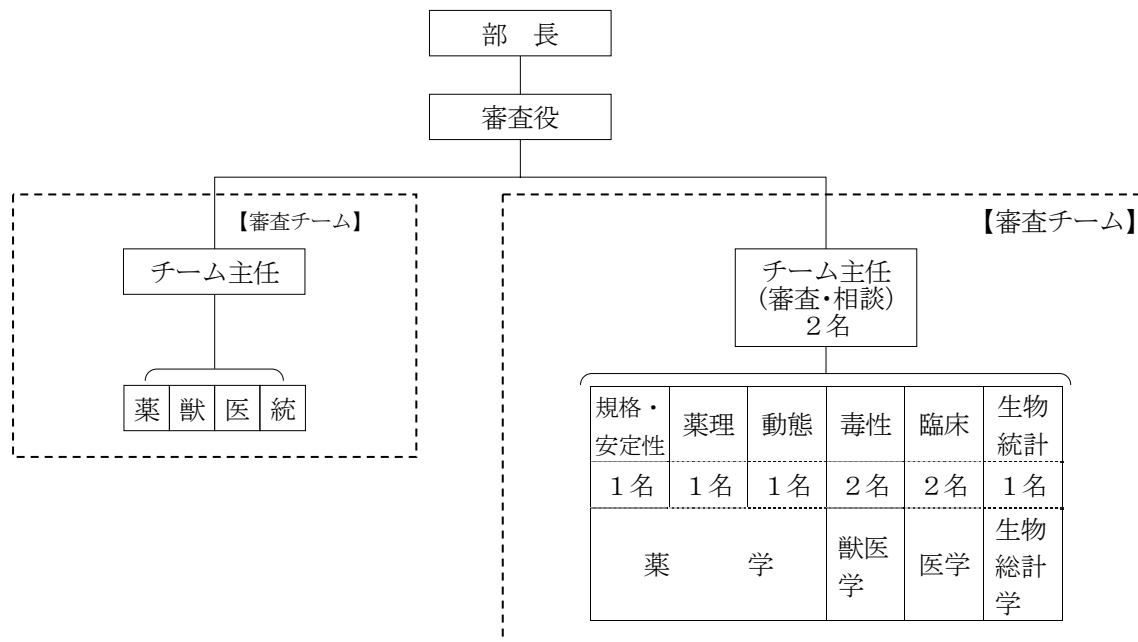 部 長
審査役
【審査チーム】
チーム主任
薬 獣 医 統
【審査チーム】
チーム主任
(審査・相談)
2名
規格・
安定性
薬理
動態
毒性
臨床
生物
統計
1名 1名 1名 2名 2名 1名
薬 学
獣医
学
医学
生物
総計
学